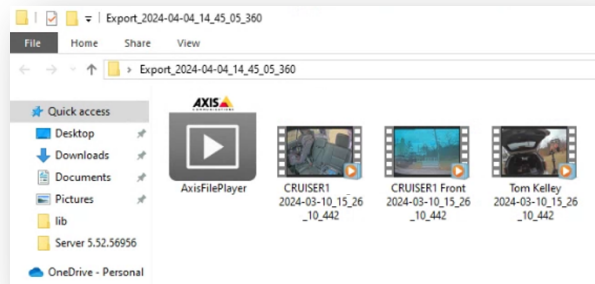 Export_2024-04-04_14_45_05_360
File Home Share View
Export_2024-04-04_14_45_05_360
Quick access
Desktop
Downloads
Documents
Pictures
lib
Server 5.52.56956
OneDrive - Personal
AXIS
COMMUNICATIONS
AxisFilePlayer
CRUISER1
2024-03-10_15_26
_10_442
CRUISER1 Front
2024-03-10_15_26
_10_442
Tom Kelley
2024-03-10_15_26
_10_442